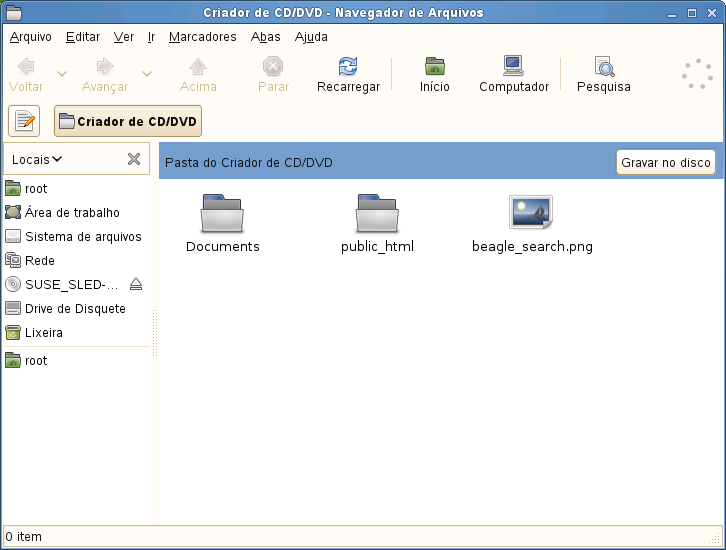 Criador de CD/DVD - Navegador de Arquivos
Arquivo Editar Ver Ir Marcadores Abas Ajuda
Voltar Avançar Acima Parar Recarregar Início Computador Pesquisa
Criador de CD/DVD
Locais
Pasta do Criador de CD/DVD Gravar no disco
root
Área de trabalho
Sistema de arquivos
Rede
SUSE_SLED-...
Drive de Disquete
Lixeira
root
Documents public_html beagle_search.png
0 item